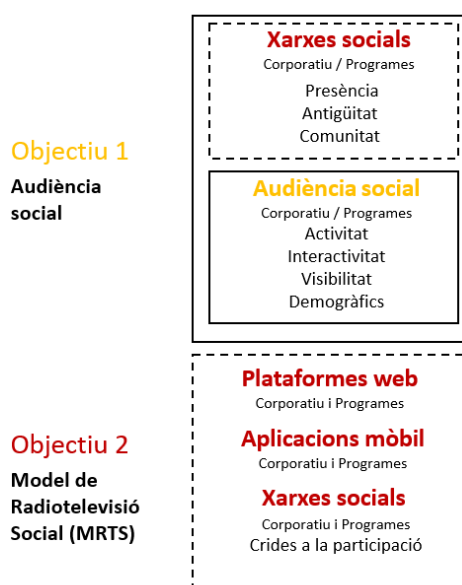 Xarxes socials
Corporatiu / Programes
Presència
Antigüitat
Comunitat
Objectiu 1
Audiència
social
Audiència social
Corporatiu / Programes
Activitat
Interactivitat
Visibilitat
Demogràfics
Plataformes web
Corporatiu i Programes
Objectiu 2
Model de
Radiotelevisió
Social (MRTS)
Aplicacions mòbil
Corporatiu i Programes
Xarxes socials
Corporatiu i Programes
Crides a la participació